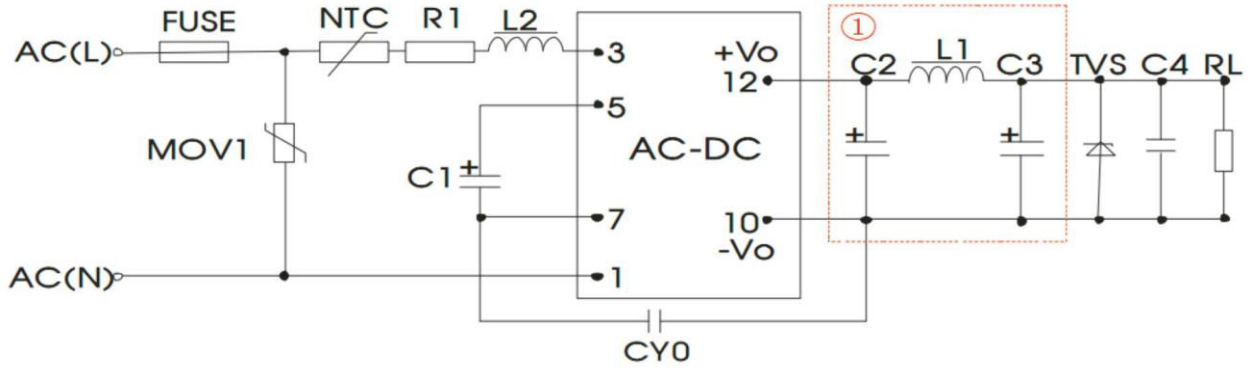 FUSE NTC R1 L2
AC(L)
3
+Vo
12
①
C2 L1 C3 TVS C4 RL
5
MOV1
AC-DC
C1 +
+ +
7
10
-Vo
AC(N)
1
CY0